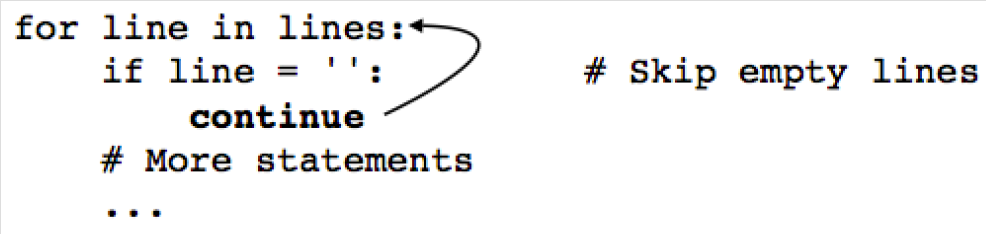 for line in lines:
    if line = '':          # Skip empty lines
        continue
    # More statements
    ...